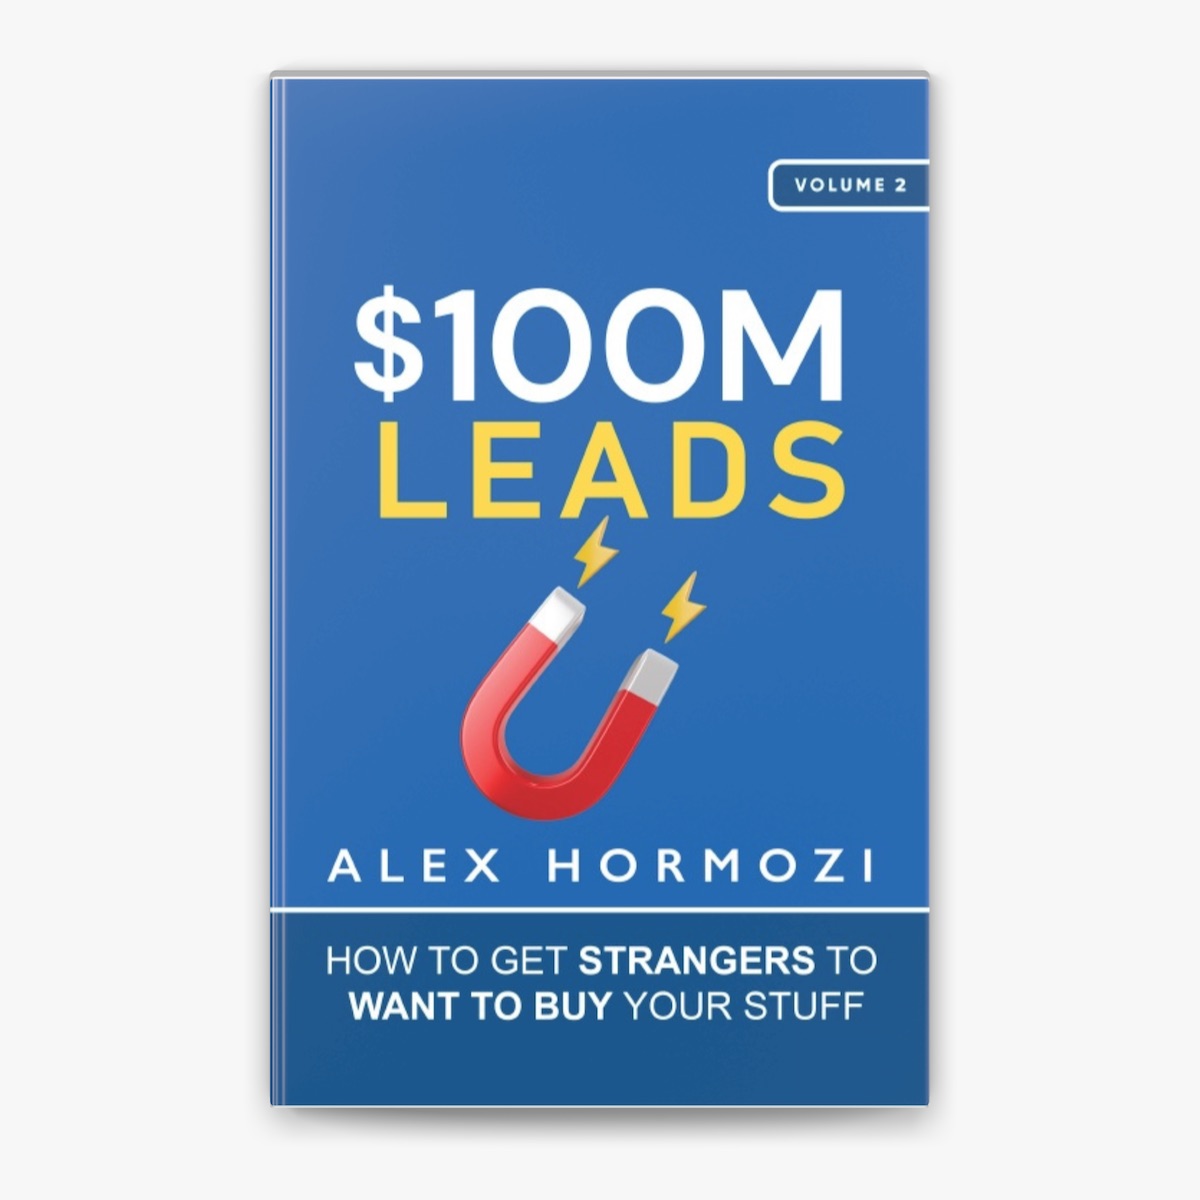 VOLUME 2
$100M
LEADS
ALEX HORMOZI
HOW TO GET STRANGERS TO
WANT TO BUY YOUR STUFF